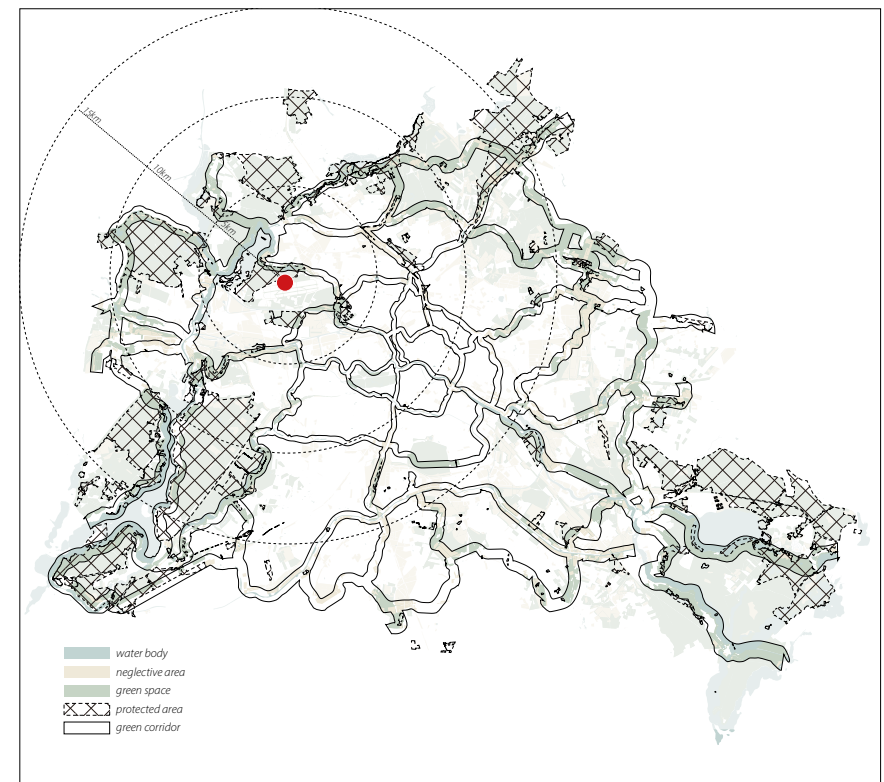 15km
10km
5km
water body
neglective area
green space
protected area
green corridor